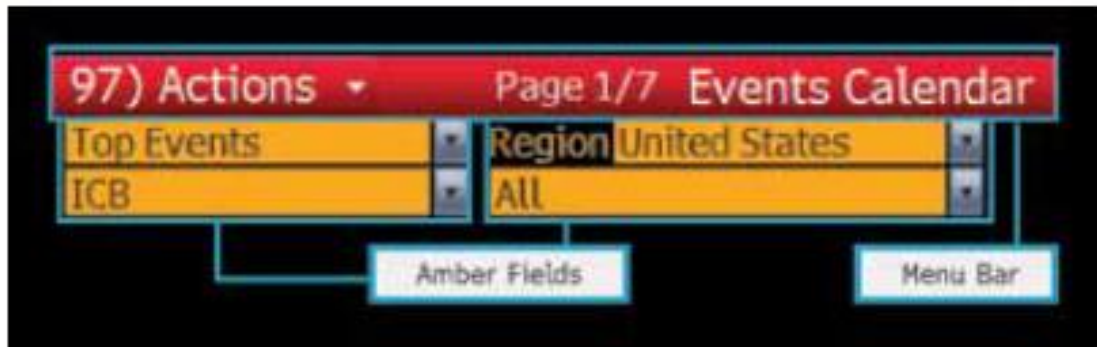 97) Actions Page 1/7 Events Calendar
Top Events Region United States
ICB All
Amber Fields Menu Bar